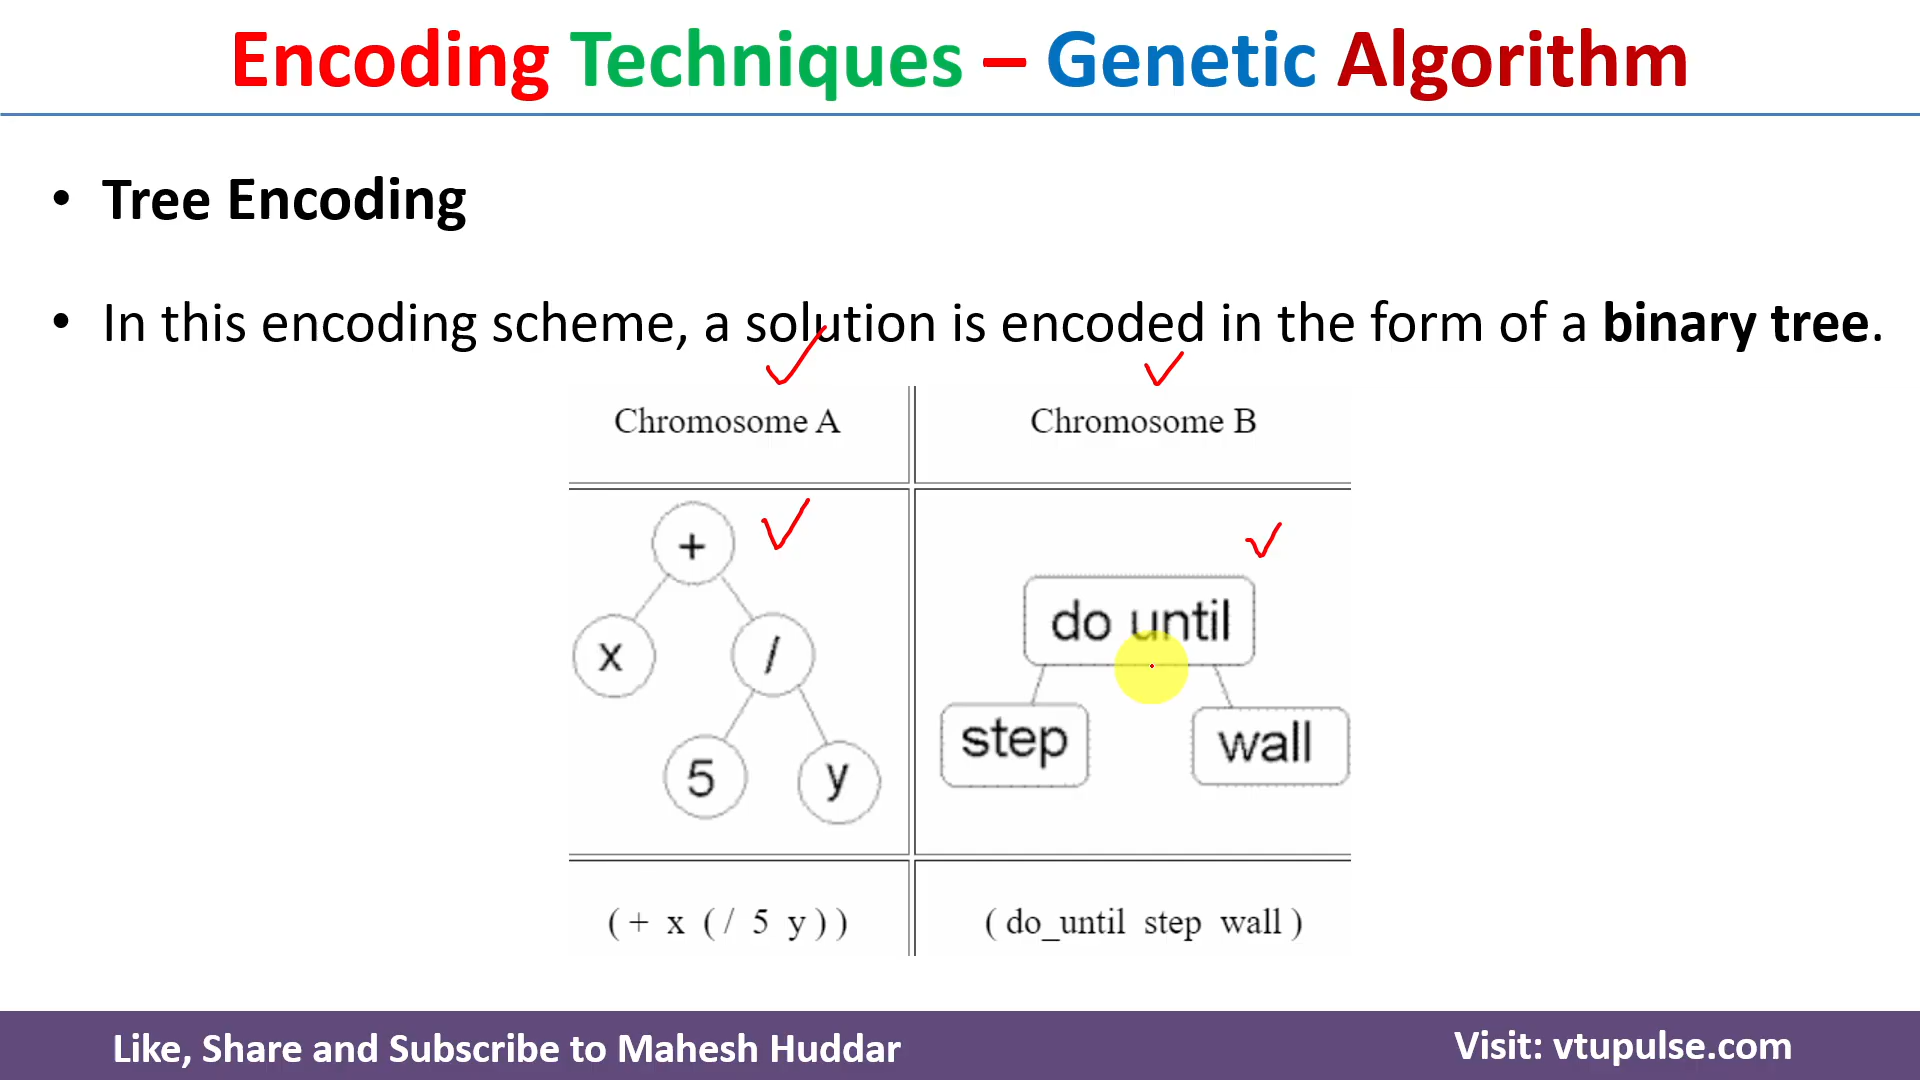 Encoding Techniques – Genetic Algorithm
• Tree Encoding
• In this encoding scheme, a solution is encoded in the form of a binary tree.
Chromosome A
Chromosome B
+
x
/
5
y
do until
step
wall
( + x ( / 5 y ) )
( do_until step wall )
Like, Share and Subscribe to Mahesh Huddar
Visit: vtupulse.com